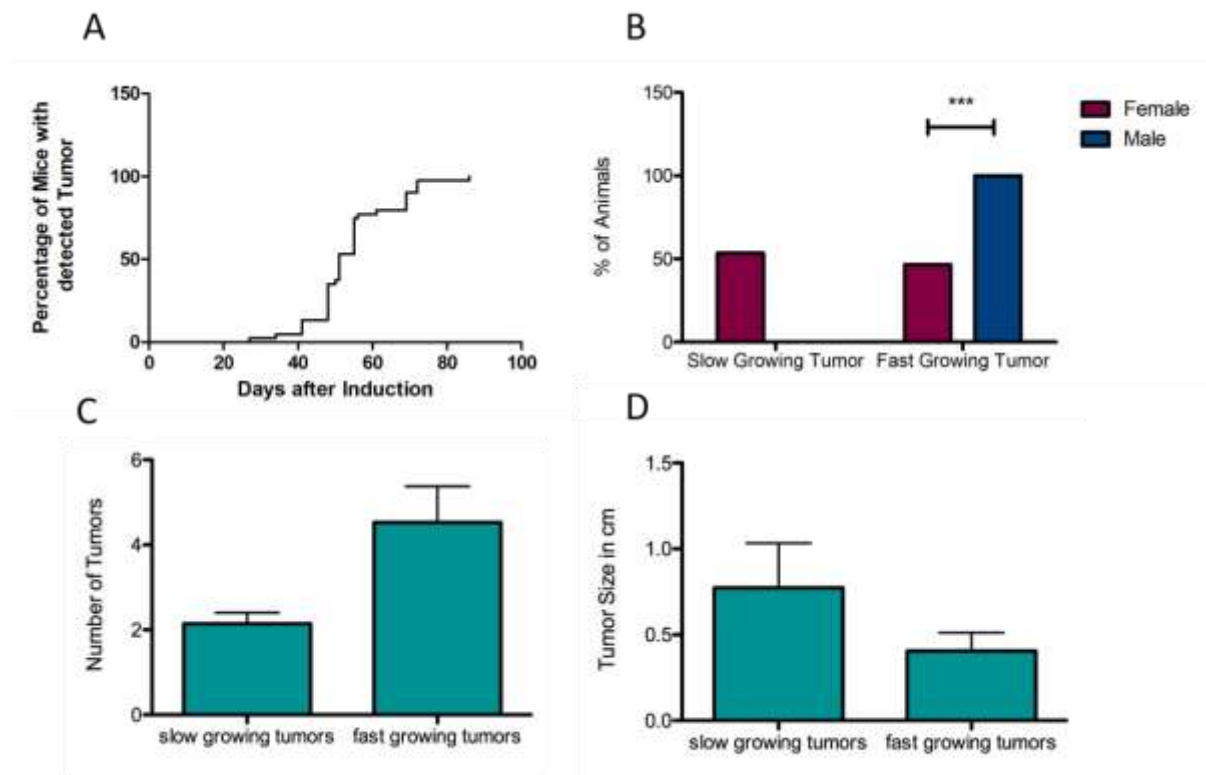 A
Percentage of Mice with
detected Tumor
150
100
50
0
0 20 40 60 80 100
Days after Induction
B
% of Animals
150
100
50
0
***
Female
Male
Slow Growing Tumor Fast Growing Tumor
C
Number of Tumors
6
4
2
0
slow growing tumors fast growing tumors
D
Tumor Size in cm
1.5
1.0
0.5
0.0
slow growing tumors fast growing tumors